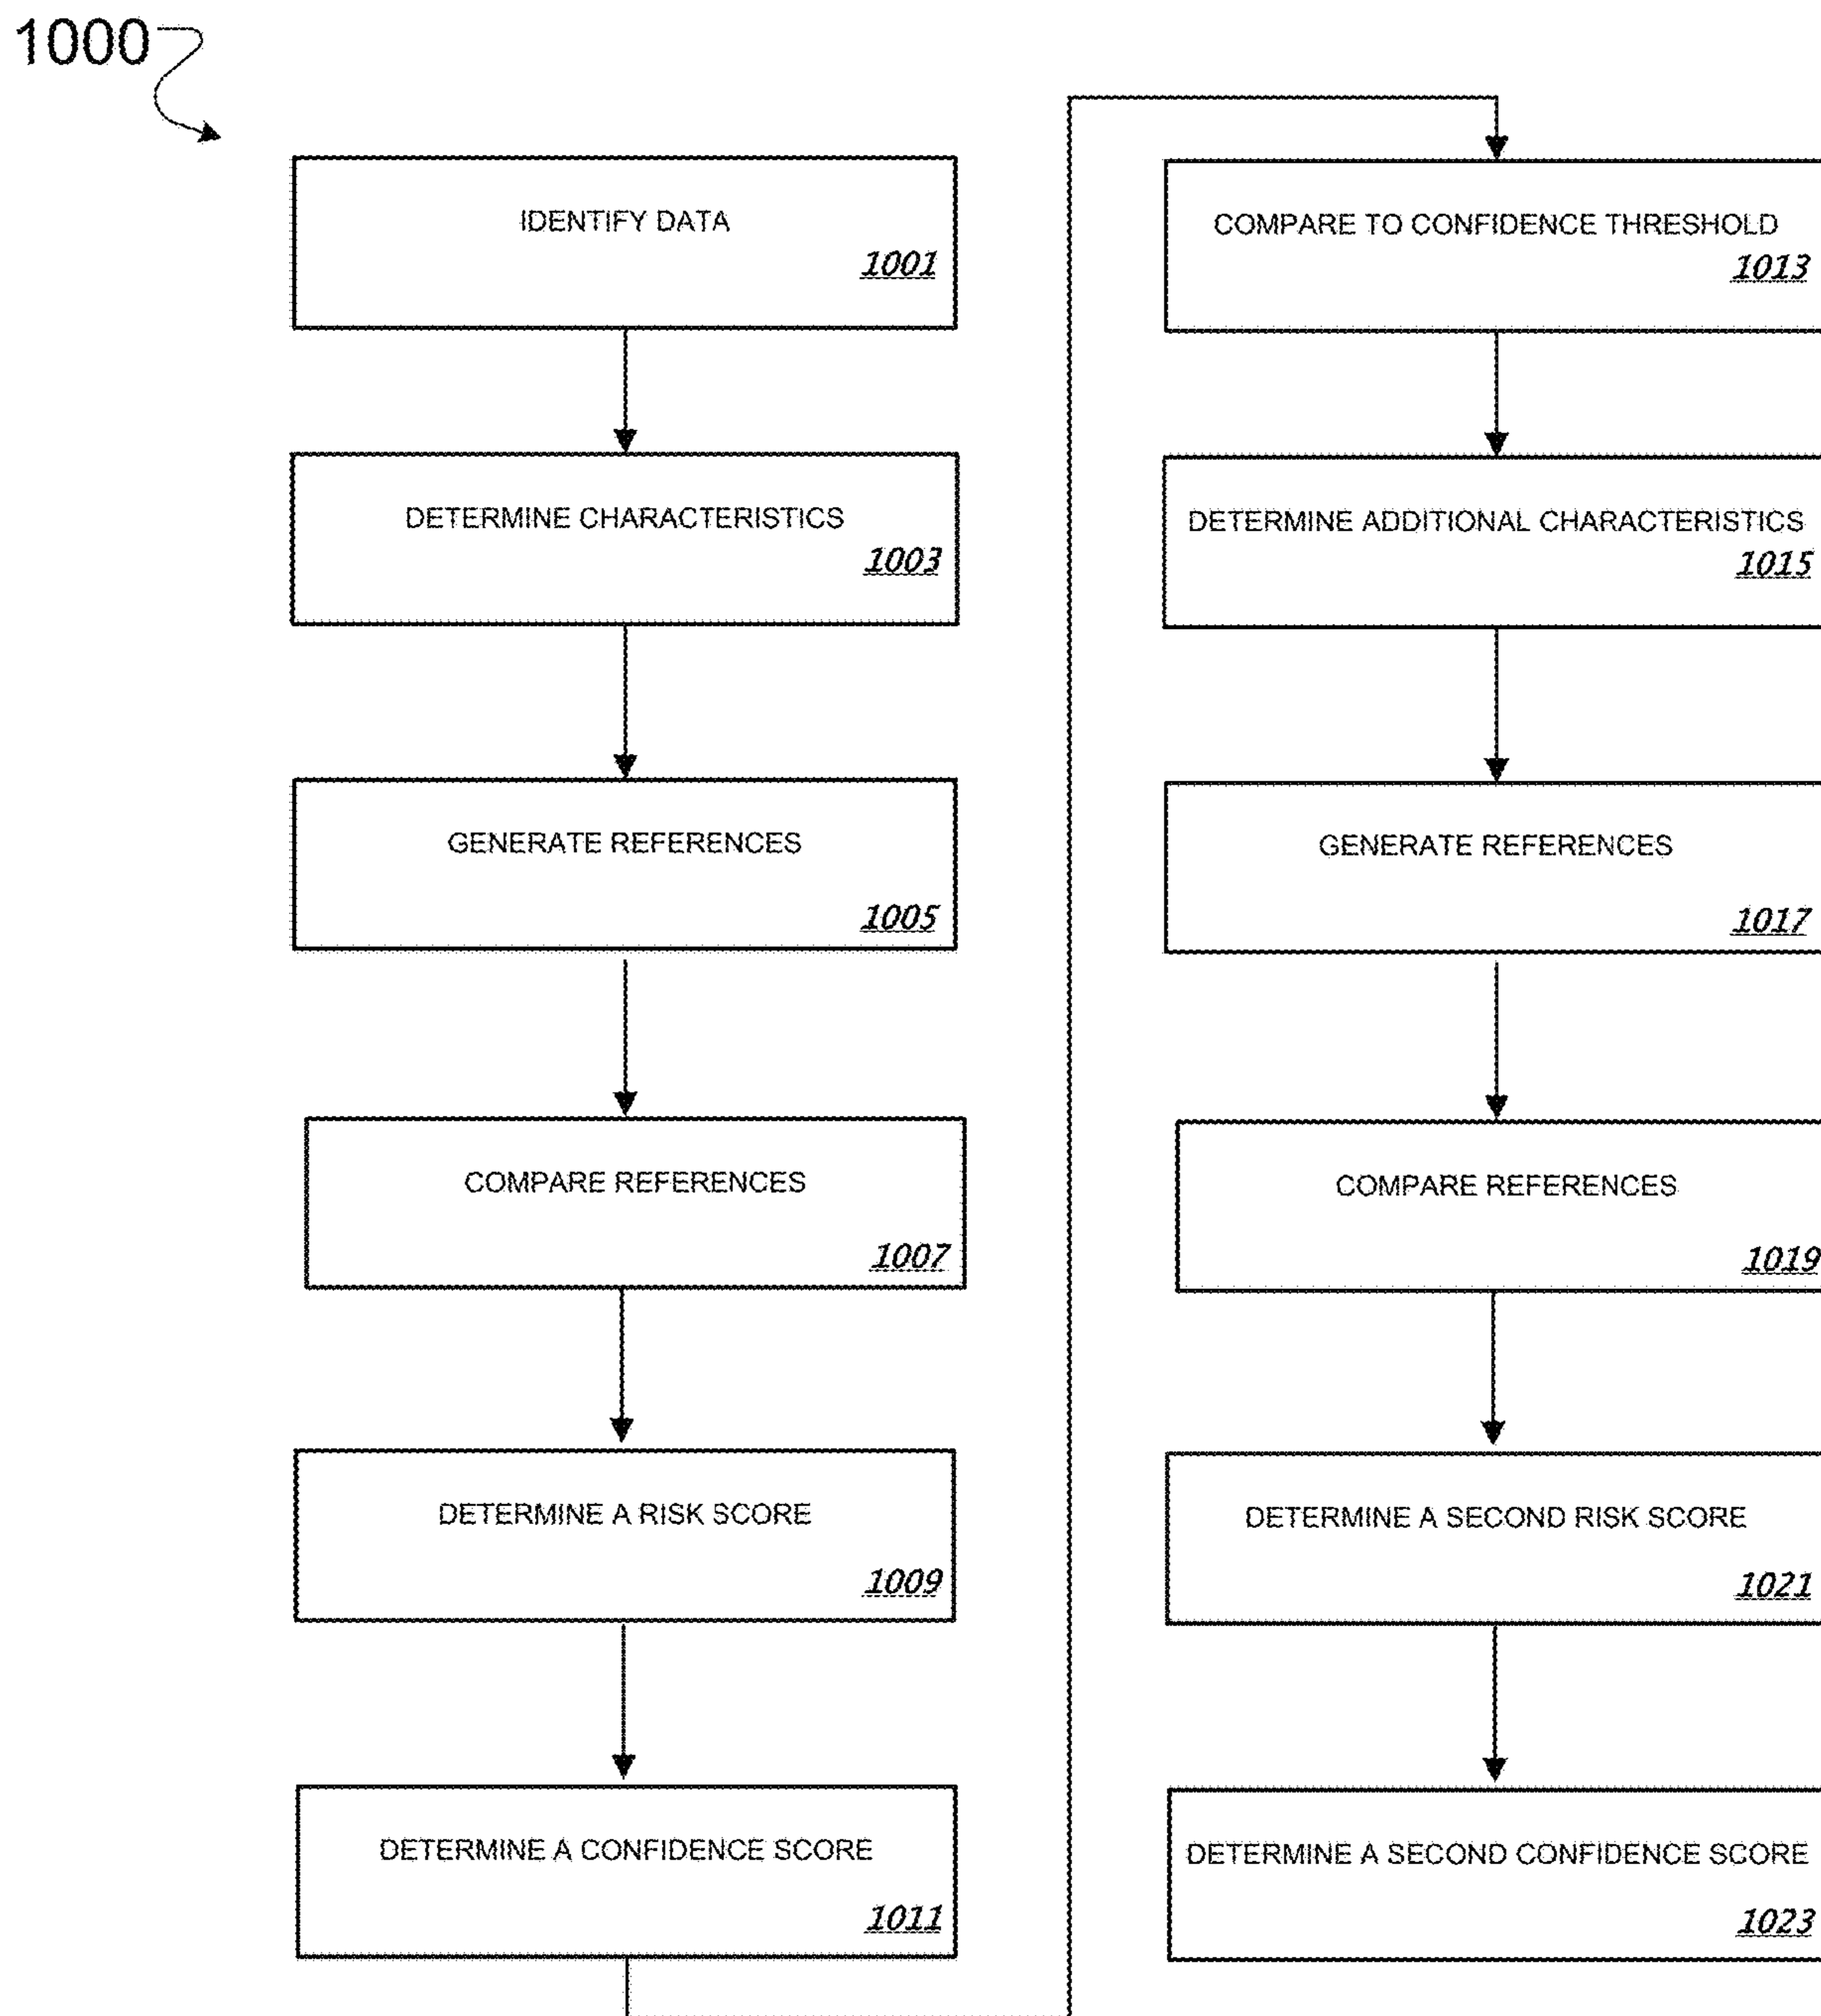 1000
IDENTIFY DATA
1001
DETERMINE CHARACTERISTICS
1003
GENERATE REFERENCES
1005
COMPARE REFERENCES
1007
DETERMINE A RISK SCORE
1009
DETERMINE A CONFIDENCE SCORE
1011
COMPARE TO CONFIDENCE THRESHOLD
1013
DETERMINE ADDITIONAL CHARACTERISTICS
1015
GENERATE REFERENCES
1017
COMPARE REFERENCES
1019
DETERMINE A SECOND RISK SCORE
1021
DETERMINE A SECOND CONFIDENCE SCORE
1023